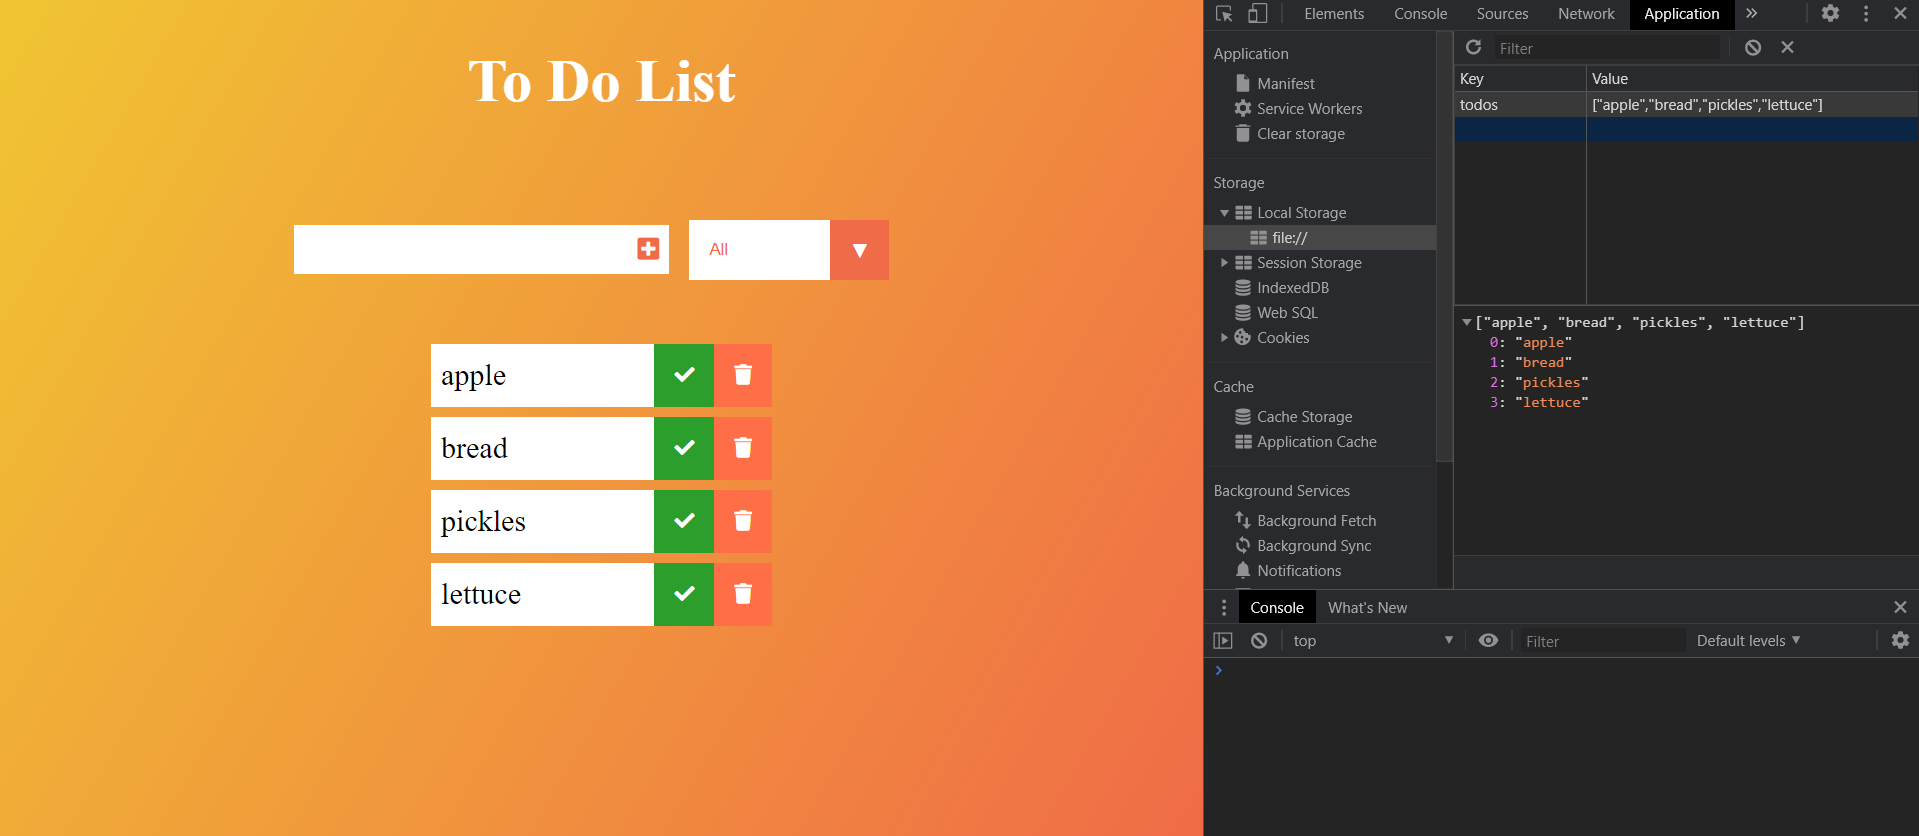 To Do List
All
apple
bread
pickles
lettuce
Elements Console Sources Network Application
Application
Manifest
Service Workers
Clear storage
Storage
Local Storage
file://
Session Storage
IndexedDB
Web SQL
Cookies
Cache
Cache Storage
Application Cache
Background Services
Background Fetch
Background Sync
Notifications
Filter
Key Value
todos ["apple","bread","pickles","lettuce"]
["apple", "bread", "pickles", "lettuce"]
0: "apple"
1: "bread"
2: "pickles"
3: "lettuce"
Console What's New
top Filter Default levels